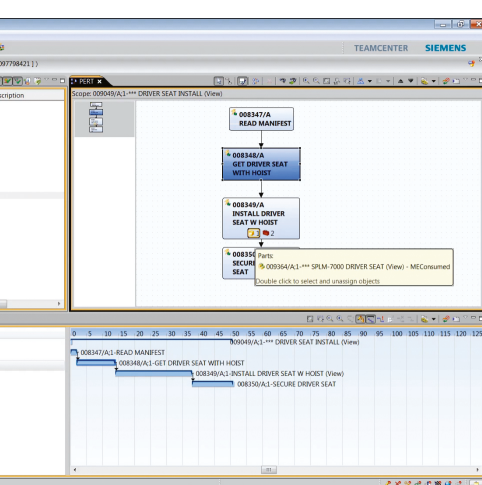 TEAMCENTER SIEMENS
097798421 ] )
PERT
scription
Scope: 009049/A;1-*** DRIVER SEAT INSTALL (View)
008347/A
READ MANIFEST
008348/A
GET DRIVER SEAT
WITH HOIST
008349/A
INSTALL DRIVER
SEAT W HOIST
3 2
00835
SECUR
SEAT
Parts:
009364/A;1-*** SPLM-7000 DRIVER SEAT (View) - MEConsumed
Double click to select and unassign objects
0 5 10 15 20 25 30 35 40 45 50 55 60 65 70 75 80 85 90 95 100 105 110 115 120 125
009049/A;1-*** DRIVER SEAT INSTALL (View)
008347/A;1-READ MANIFEST
008348/A;1-GET DRIVER SEAT WITH HOIST
008349/A;1-INSTALL DRIVER SEAT W HOIST (View)
008350/A;1-SECURE DRIVER SEAT